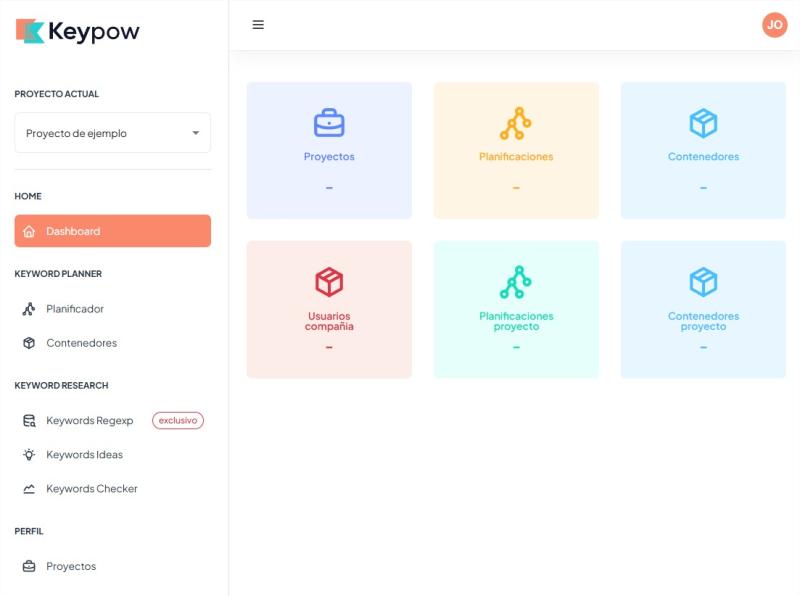 Keypow
JO
PROYECTO ACTUAL
Proyecto de ejemplo
HOME
Dashboard
KEYWORD PLANNER
Planificador
Contenedores
KEYWORD RESEARCH
Keywords Regexp exclusivo
Keywords Ideas
Keywords Checker
PERFIL
Proyectos
Proyectos
-
Planificaciones
-
Contenedores
-
Usuarios
compañia
-
Planificaciones
proyecto
-
Contenedores
proyecto
-